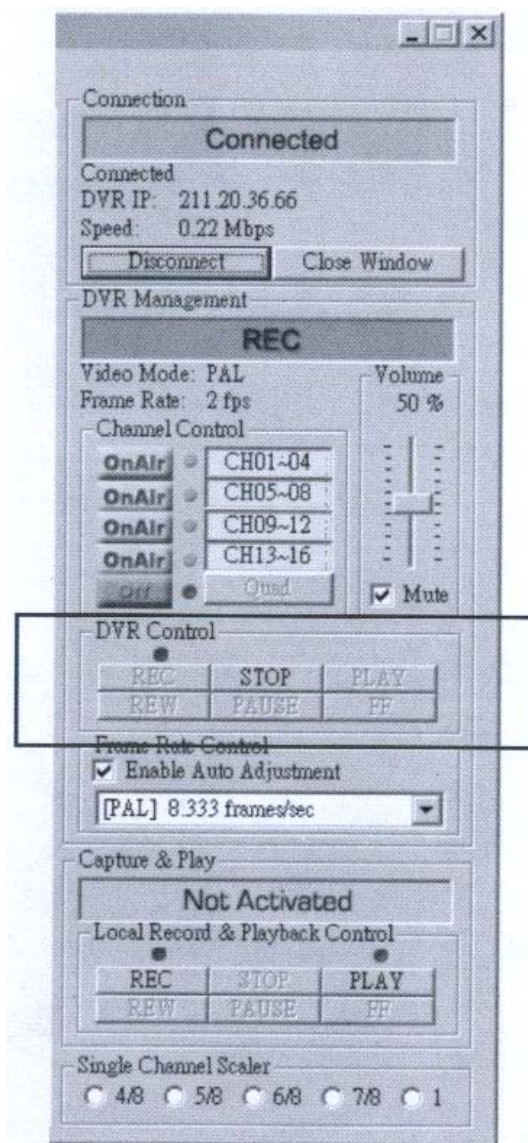 Connection
Connected
Connected
DVR IP: 211.20.36.66
Speed: 0.22 Mbps
Disconnect Close Window
DVR Management
REC
Video Mode: PAL
Frame Rate: 2 fps
Volume
50 %
Channel Control
OnAir CH01~04
OnAir CH05~08
OnAir CH09~12
OnAir CH13~16
Off Quad
Mute
DVR Control
REC STOP PLAY
REW PAUSE FF
Frame Rate Control
Enable Auto Adjustment
[PAL] 8.333 frames/sec
Capture & Play
Not Activated
Local Record & Playback Control
REC STOP PLAY
REW PAUSE FF
Single Channel Scaler
4/8 5/8 6/8 7/8 1